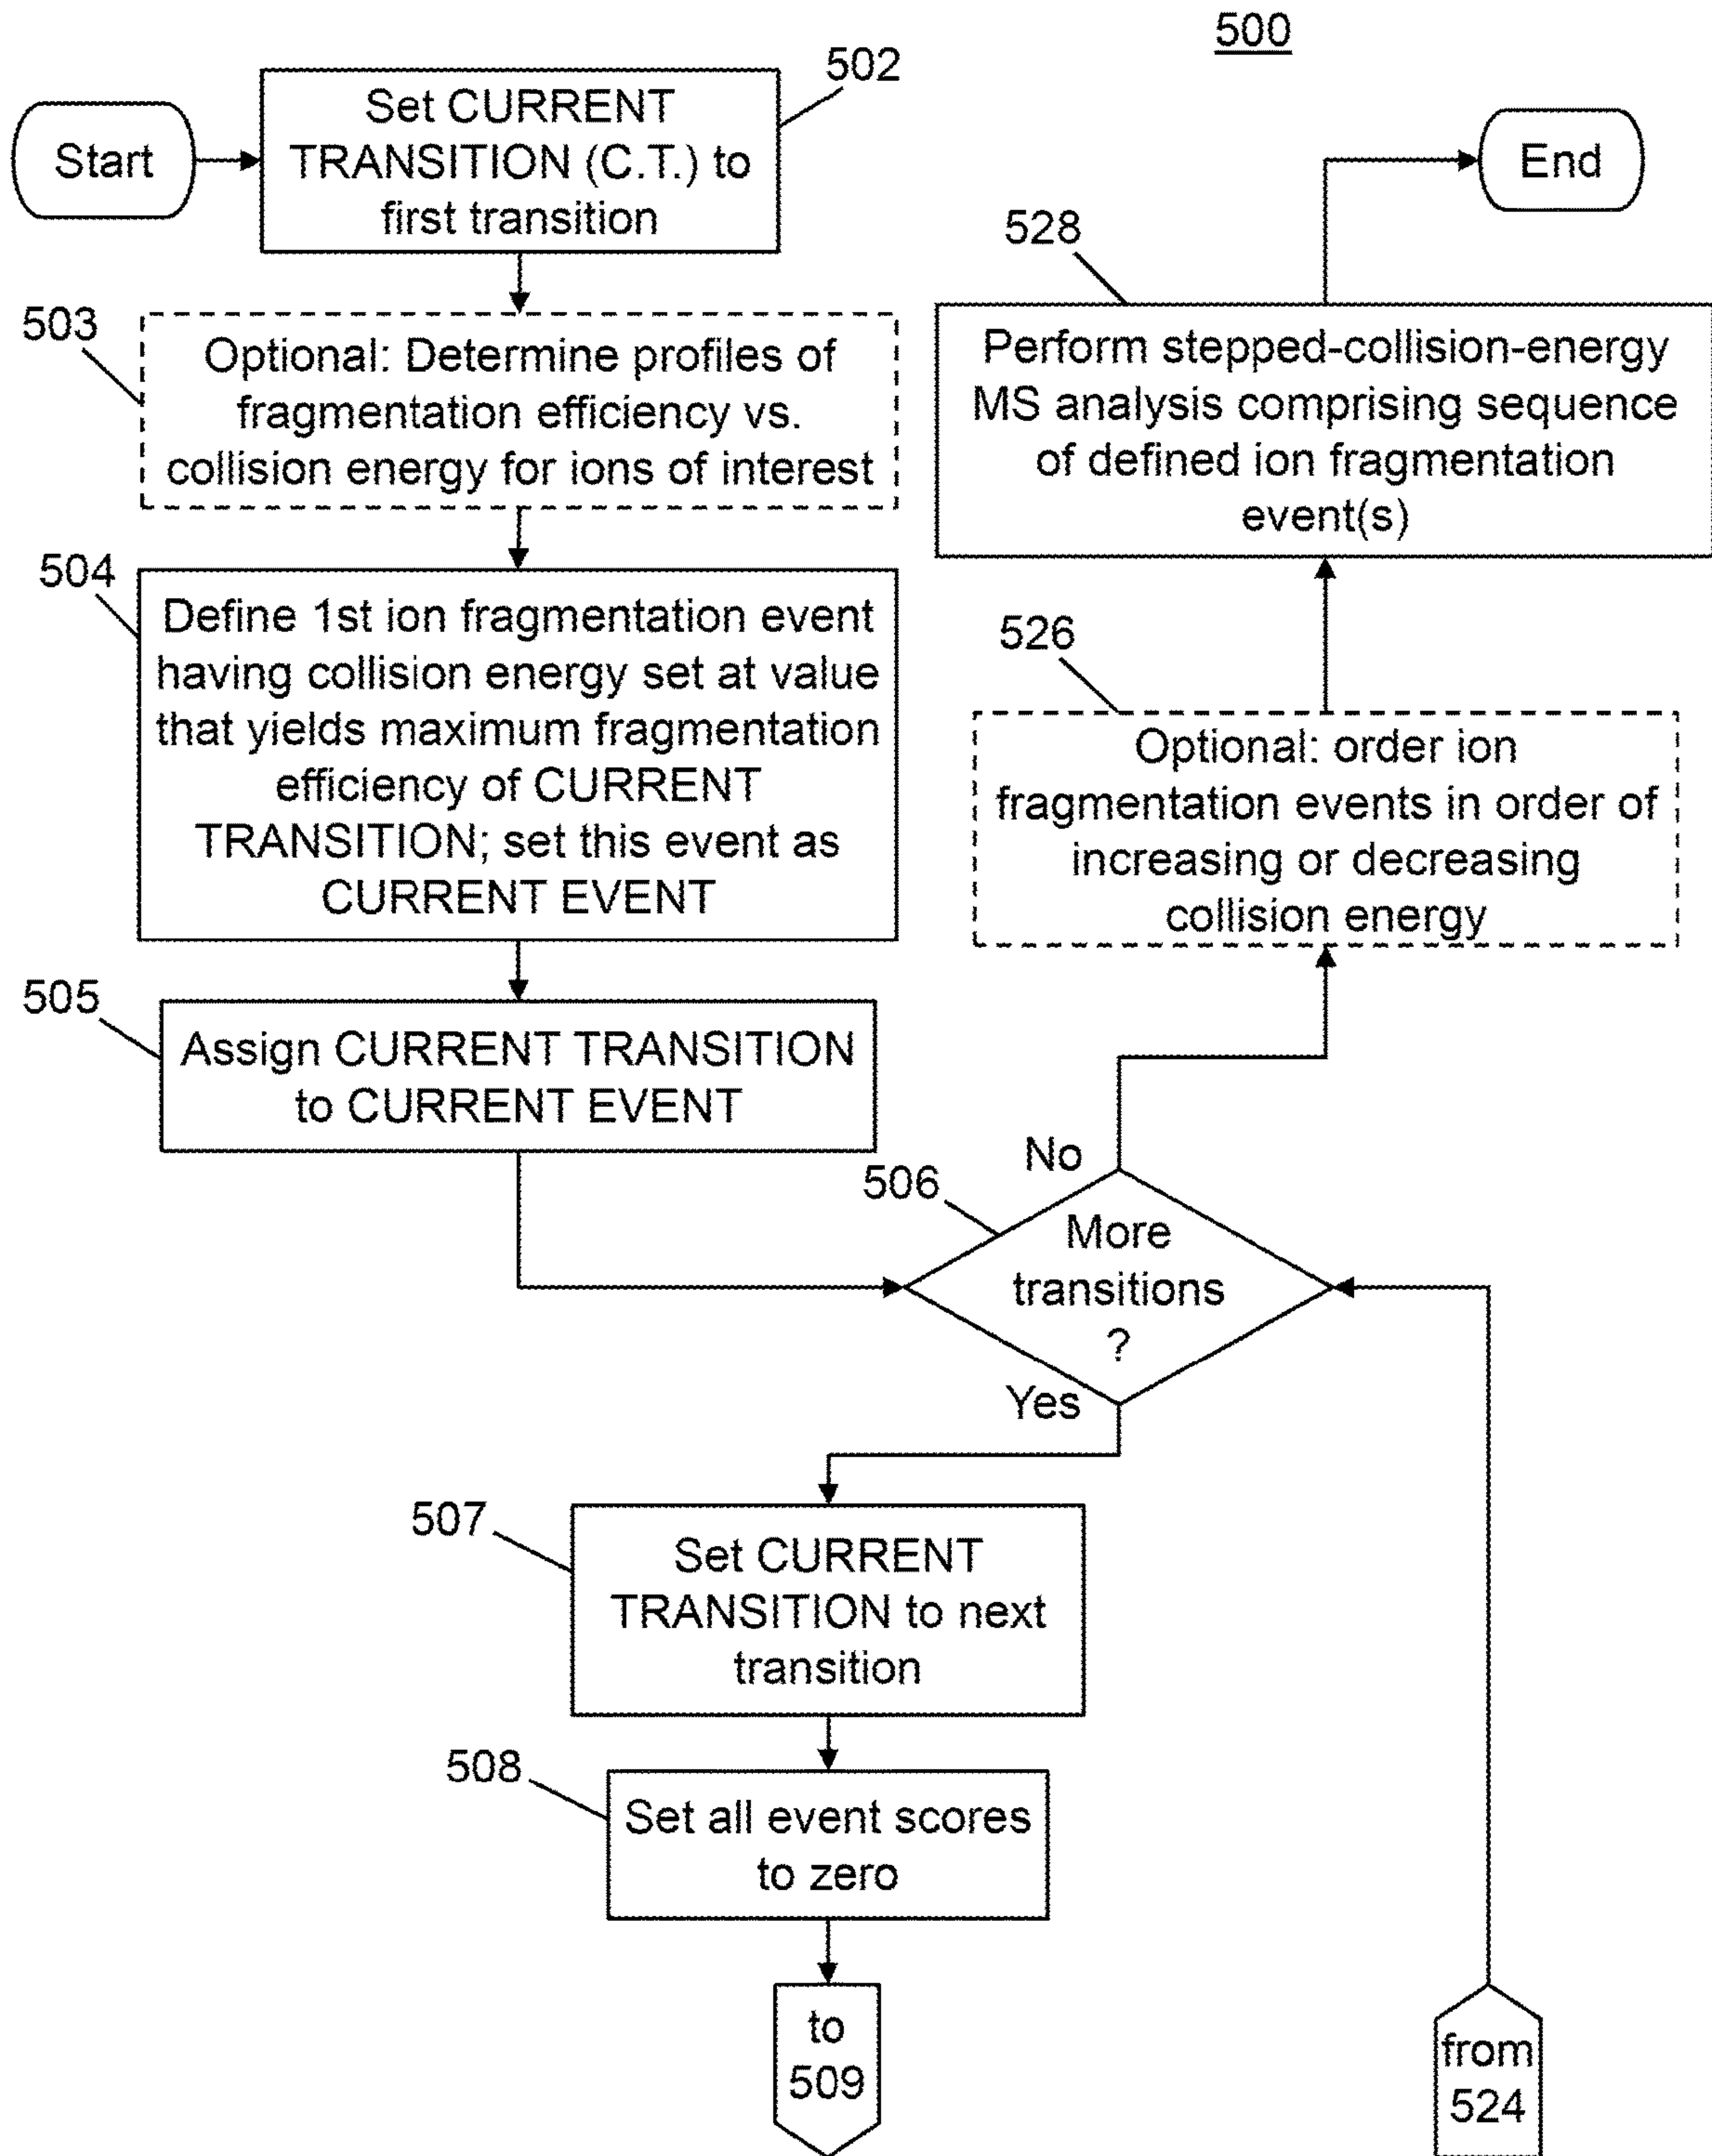 500
Start
502
Set CURRENT
TRANSITION (C.T.) to
first transition
503
Optional: Determine profiles of
fragmentation efficiency vs.
collision energy for ions of interest
504
Define 1st ion fragmentation event
having collision energy set at value
that yields maximum fragmentation
efficiency of CURRENT
TRANSITION; set this event as
CURRENT EVENT
505
Assign CURRENT TRANSITION
to CURRENT EVENT
506
More
transitions
?
No
Yes
507
Set CURRENT
TRANSITION to next
transition
508
Set all event scores
to zero
to
509
from
524
526
Optional: order ion
fragmentation events in order of
increasing or decreasing
collision energy
528
Perform stepped-collision-energy
MS analysis comprising sequence
of defined ion fragmentation
event(s)
End